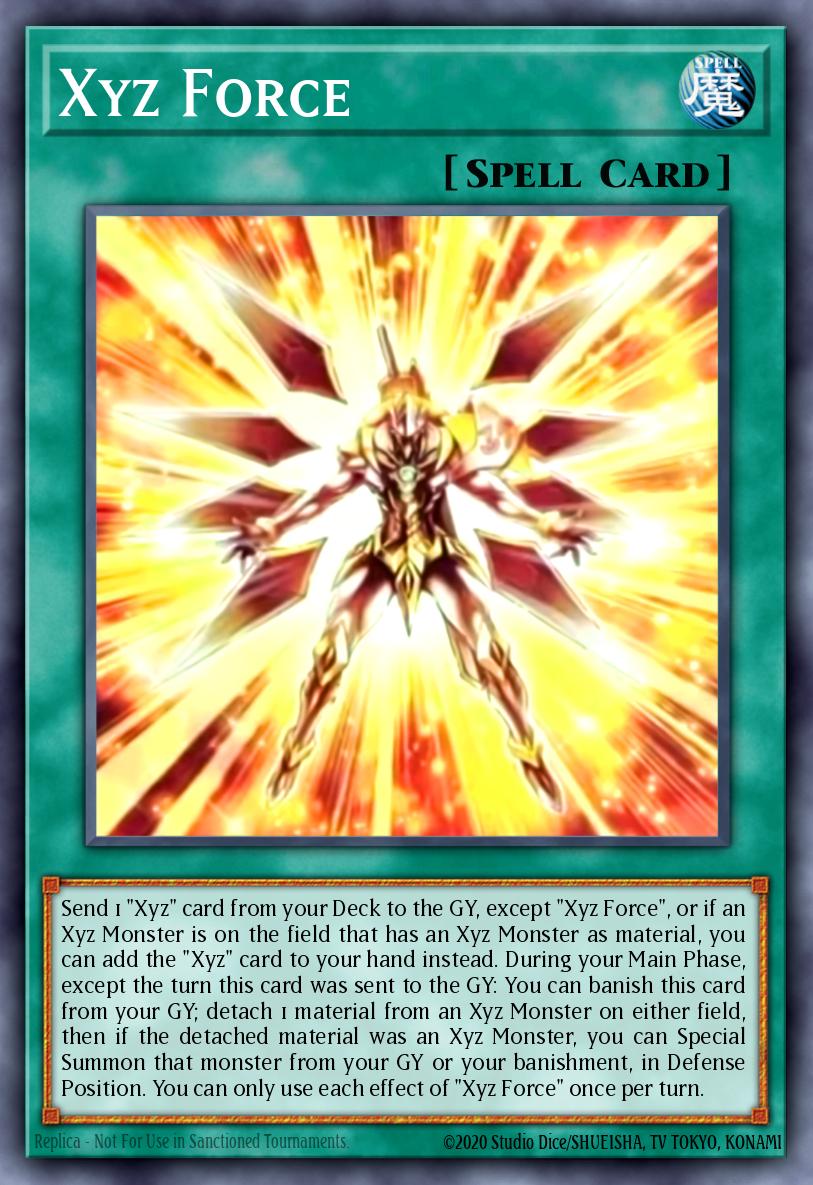 Xyz Force
SPELL
魔
[ Spell Card ]
Send 1 "Xyz" card from your Deck to the GY, except "Xyz Force", or if an
Xyz Monster is on the field that has an Xyz Monster as material, you
can add the "Xyz" card to your hand instead. During your Main Phase,
except the turn this card was sent to the GY: You can banish this card
from your GY; detach 1 material from an Xyz Monster on either field,
then if the detached material was an Xyz Monster, you can Special
Summon that monster from your GY or your banishment, in Defense
Position. You can only use each effect of "Xyz Force" once per turn.
Replica - Not For Use in Sanctioned Tournaments.
©2020 Studio Dice/SHUEISHA, TV TOKYO, KONAMI